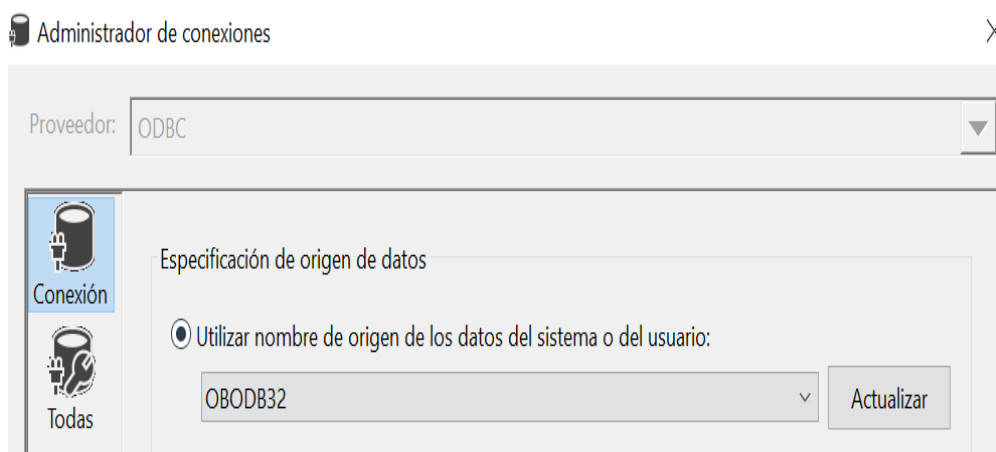 Administrador de conexiones
Proveedor: ODBC
Conexión
Todas
Especificación de origen de datos
Utilizar nombre de origen de los datos del sistema o del usuario:
OBODB32 Actualizar